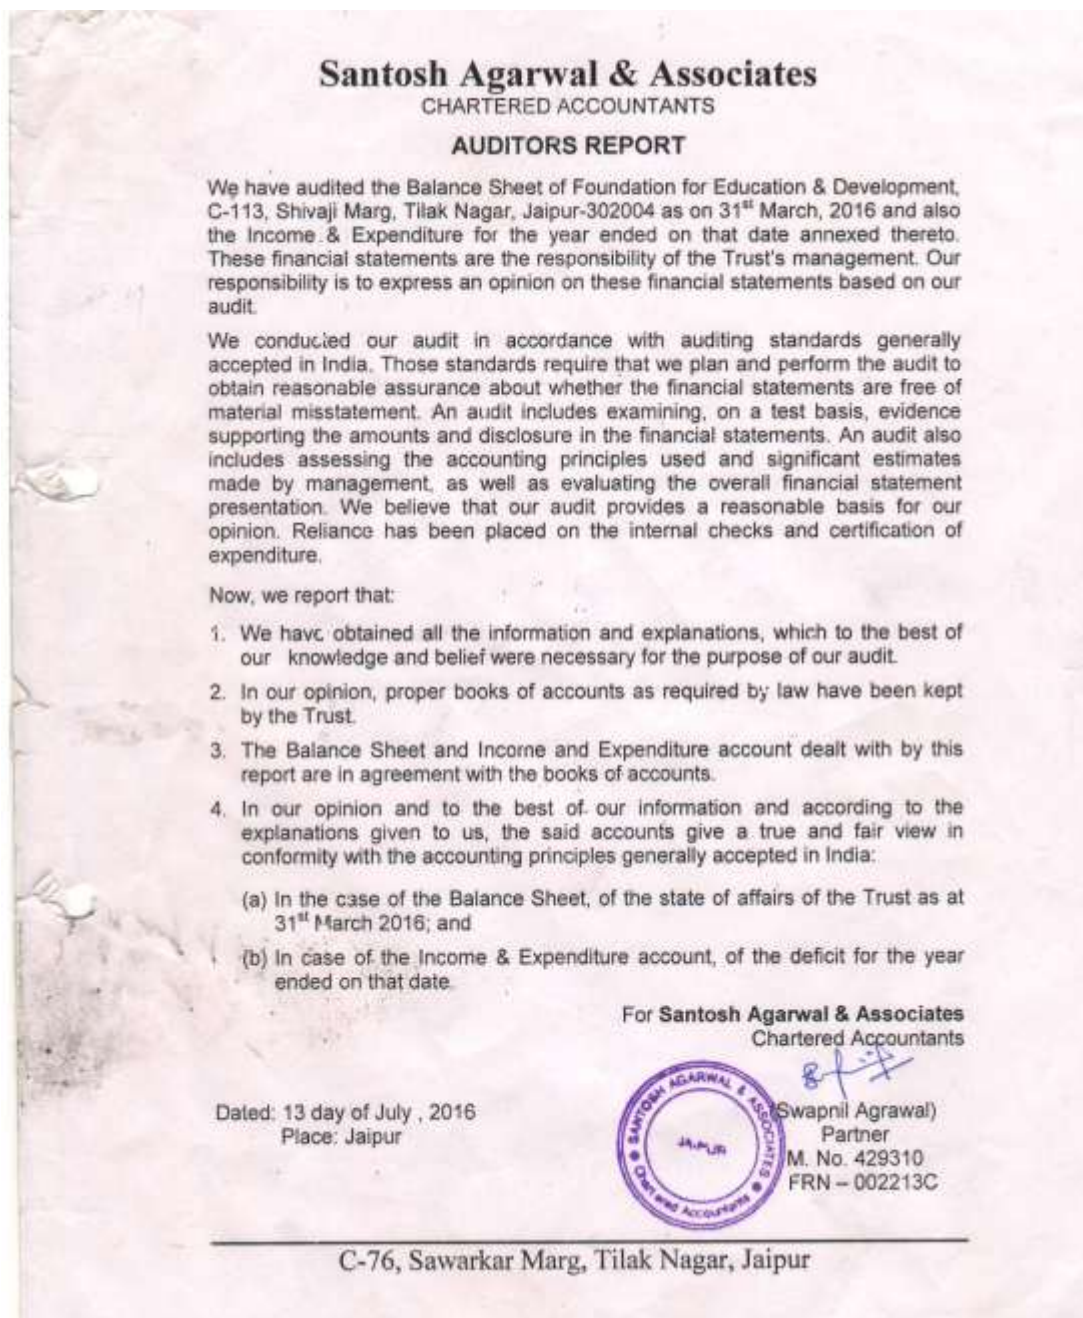 Santosh Agarwal & Associates
CHARTERED ACCOUNTANTS
AUDITORS REPORT
We have audited the Balance Sheet of Foundation for Education & Development,
C-113, Shivaji Marg, Tilak Nagar, Jaipur-302004 as on 31st March, 2016 and also
the Income & Expenditure for the year ended on that date annexed thereto.
These financial statements are the responsibility of the Trust's management. Our
responsibility is to express an opinion on these financial statements based on our
audit.
We conducted our audit in accordance with auditing standards generally
accepted in India. Those standards require that we plan and perform the audit to
obtain reasonable assurance about whether the financial statements are free of
material misstatement. An audit includes examining, on a test basis, evidence
supporting the amounts and disclosure in the financial statements. An audit also
includes assessing the accounting principles used and significant estimates
made by management, as well as evaluating the overall financial statement
presentation. We believe that our audit provides a reasonable basis for our
opinion. Reliance has been placed on the internal checks and certification of
expenditure.
Now, we report that:
1. We have obtained all the information and explanations, which to the best of
our knowledge and belief were necessary for the purpose of our audit.
2. In our opinion, proper books of accounts as required by law have been kept
by the Trust.
3. The Balance Sheet and Income and Expenditure account dealt with by this
report are in agreement with the books of accounts.
4. In our opinion and to the best of our information and according to the
explanations given to us, the said accounts give a true and fair view in
conformity with the accounting principles generally accepted in India:
(a) In the case of the Balance Sheet, of the state of affairs of the Trust as at
31st March 2016; and
(b) In case of the Income & Expenditure account, of the deficit for the year
ended on that date.
For Santosh Agarwal & Associates
Chartered Accountants
SANTOSH AGARWAL & ASSOCIATES
JAIPUR
Chartered Accountants
Dated: 13 day of July , 2016
Place: Jaipur
(Swapnil Agrawal)
Partner
M. No. 429310
FRN – 002213C
C-76, Sawarkar Marg, Tilak Nagar, Jaipur